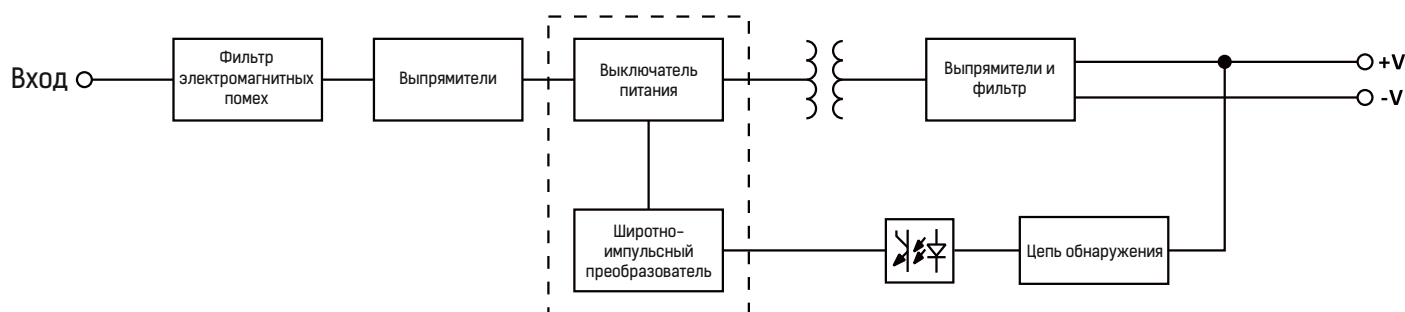 Вход
Фильтр
электромагнитных
помех
Выпрямители
Выключатель
питания
Выпрямители и
фильтр
+V
-V
Широтно-
импульсный
преобразователь
Цепь обнаружения